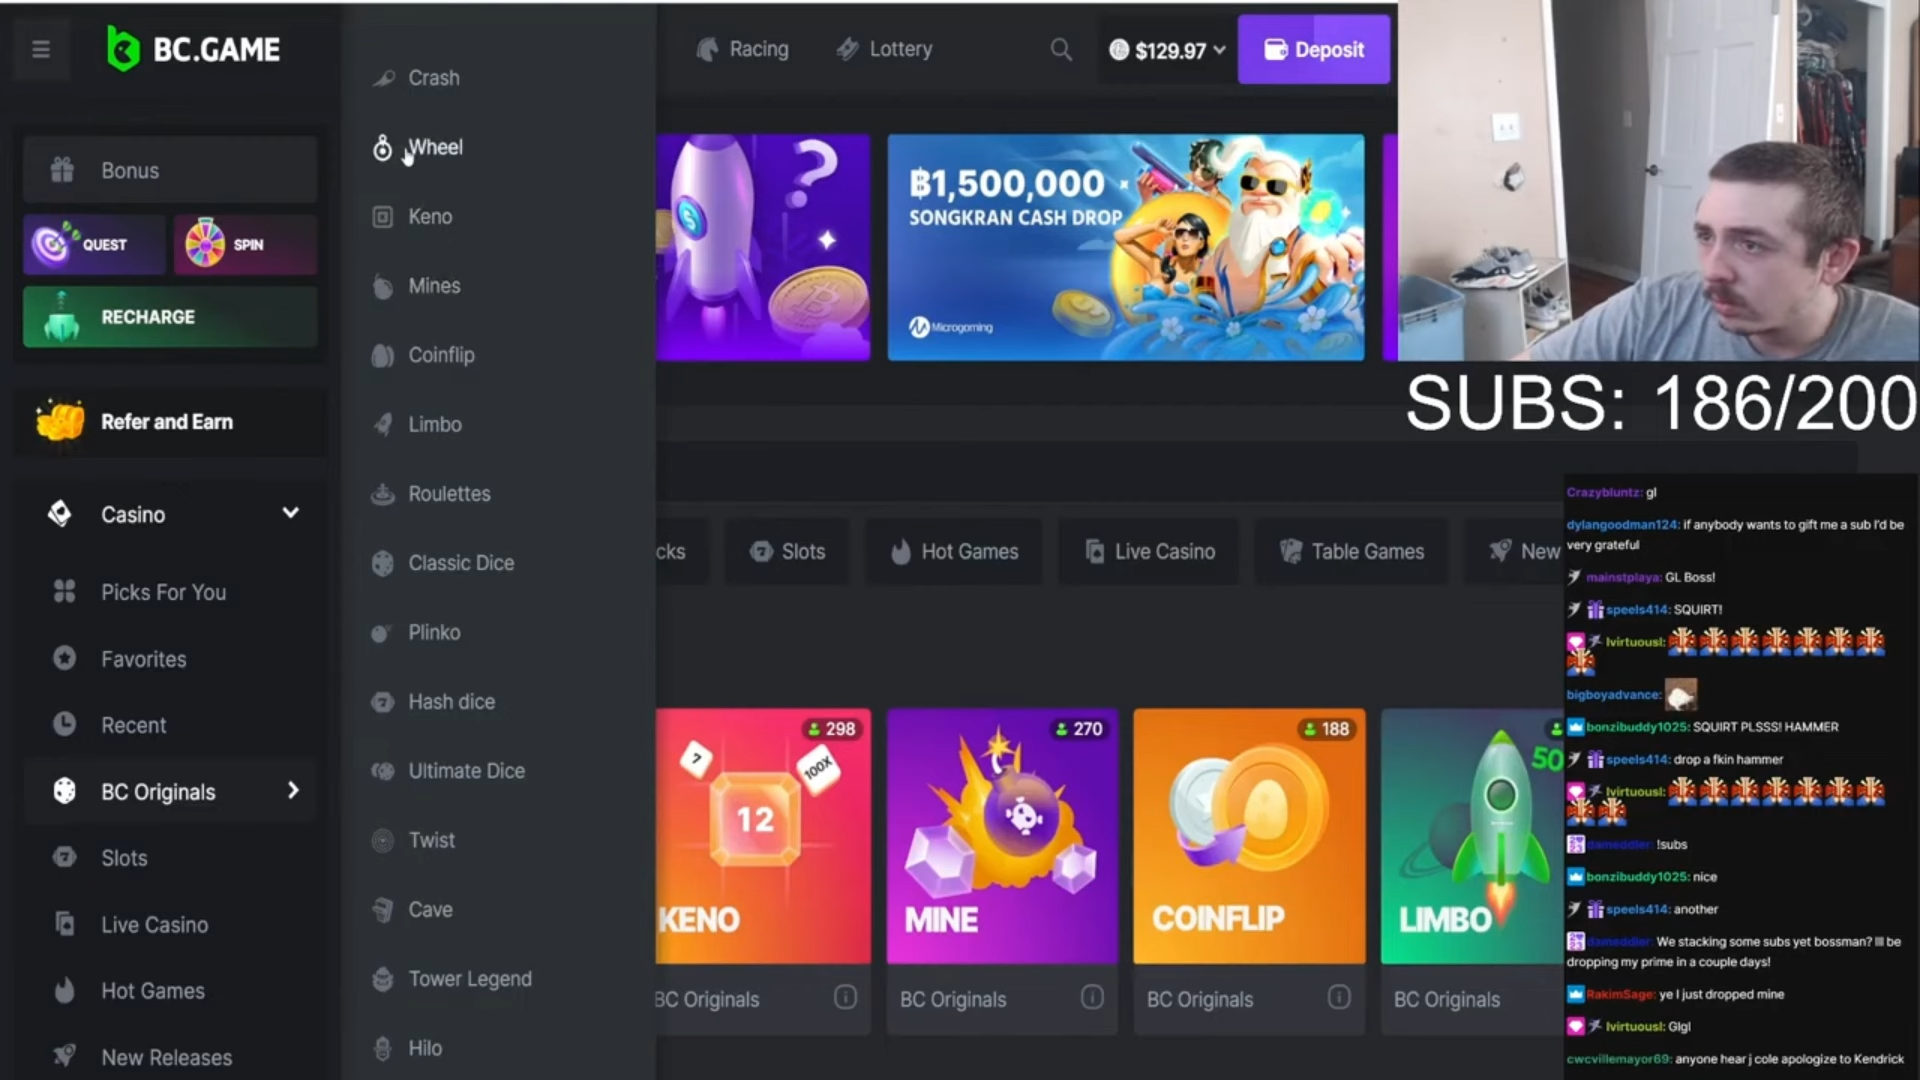 BC.GAME
Racing
Lottery
$129.97
Deposit
Bonus
QUEST
SPIN
RECHARGE
Refer and Earn
Casino
Picks For You
Favorites
Recent
BC Originals
Slots
Live Casino
Hot Games
New Releases
Crash
Wheel
Keno
Mines
Coinflip
Limbo
Roulettes
Classic Dice
Plinko
Hash dice
Ultimate Dice
Twist
Cave
Tower Legend
Hilo
?
฿1,500,000
SONGKRAN CASH DROP
Microgaming
cks
Slots
Hot Games
Live Casino
Table Games
New
298
7
100X
12
KENO
BC Originals
270
MINE
BC Originals
188
COINFLIP
BC Originals
50
LIMBO
BC Originals
SUBS: 186/200
Crazybluntz: gl
dylangoodman124: if anybody wants to gift me a sub I'd be
very grateful
mainstplaya: GL Boss!
speels414: SQUIRT!
lvirtuousl:
bigboyadvance:
bonzibuddy1025: SQUIRT PLSSS! HAMMER
speels414: drop a fkin hammer
lvirtuousl:
dameddler: !subs
bonzibuddy1025: nice
speels414: another
dameddler: We stacking some subs yet bossman? Ill be
dropping my prime in a couple days!
RakimSage: ye I just dropped mine
lvirtuousl: Glgl
cwcvillemayor69: anyone hear j cole apologize to Kendrick